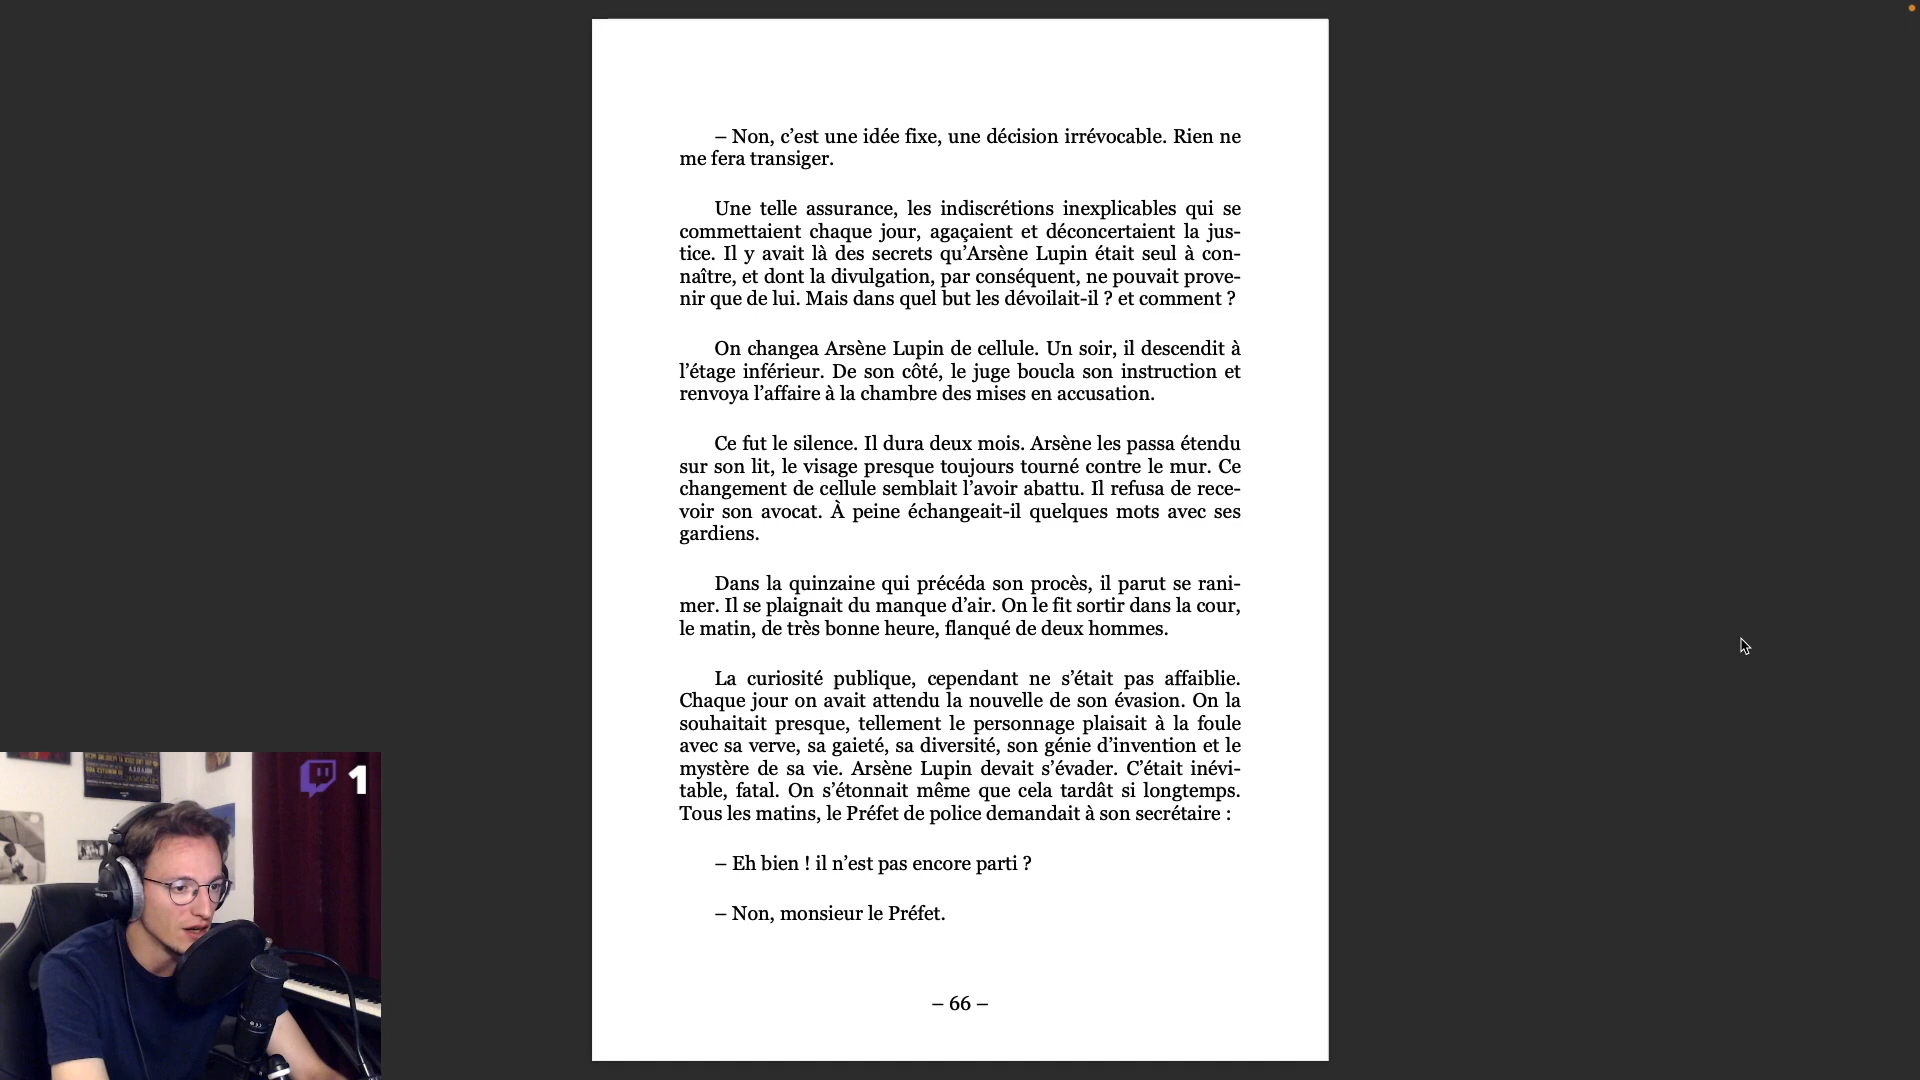 – Non, c’est une idée fixe, une décision irrévocable. Rien ne
me fera transiger.
Une telle assurance, les indiscrétions inexplicables qui se
commettaient chaque jour, agaçaient et déconcertaient la jus-
tice. Il y avait là des secrets qu’Arsène Lupin était seul à con-
naître, et dont la divulgation, par conséquent, ne pouvait prove-
nir que de lui. Mais dans quel but les dévoilait-il ? et comment ?
On changea Arsène Lupin de cellule. Un soir, il descendit à
l’étage inférieur. De son côté, le juge boucla son instruction et
renvoya l’affaire à la chambre des mises en accusation.
Ce fut le silence. Il dura deux mois. Arsène les passa étendu
sur son lit, le visage presque toujours tourné contre le mur. Ce
changement de cellule semblait l’avoir abattu. Il refusa de rece-
voir son avocat. À peine échangeait-il quelques mots avec ses
gardiens.
Dans la quinzaine qui précéda son procès, il parut se rani-
mer. Il se plaignait du manque d’air. On le fit sortir dans la cour,
le matin, de très bonne heure, flanqué de deux hommes.
La curiosité publique, cependant ne s’était pas affaiblie.
Chaque jour on avait attendu la nouvelle de son évasion. On la
souhaitait presque, tellement le personnage plaisait à la foule
avec sa verve, sa gaieté, sa diversité, son génie d’invention et le
mystère de sa vie. Arsène Lupin devait s’évader. C’était inévi-
table, fatal. On s’étonnait même que cela tardât si longtemps.
Tous les matins, le Préfet de police demandait à son secrétaire :
– Eh bien ! il n’est pas encore parti ?
– Non, monsieur le Préfet.
– 66 –
1